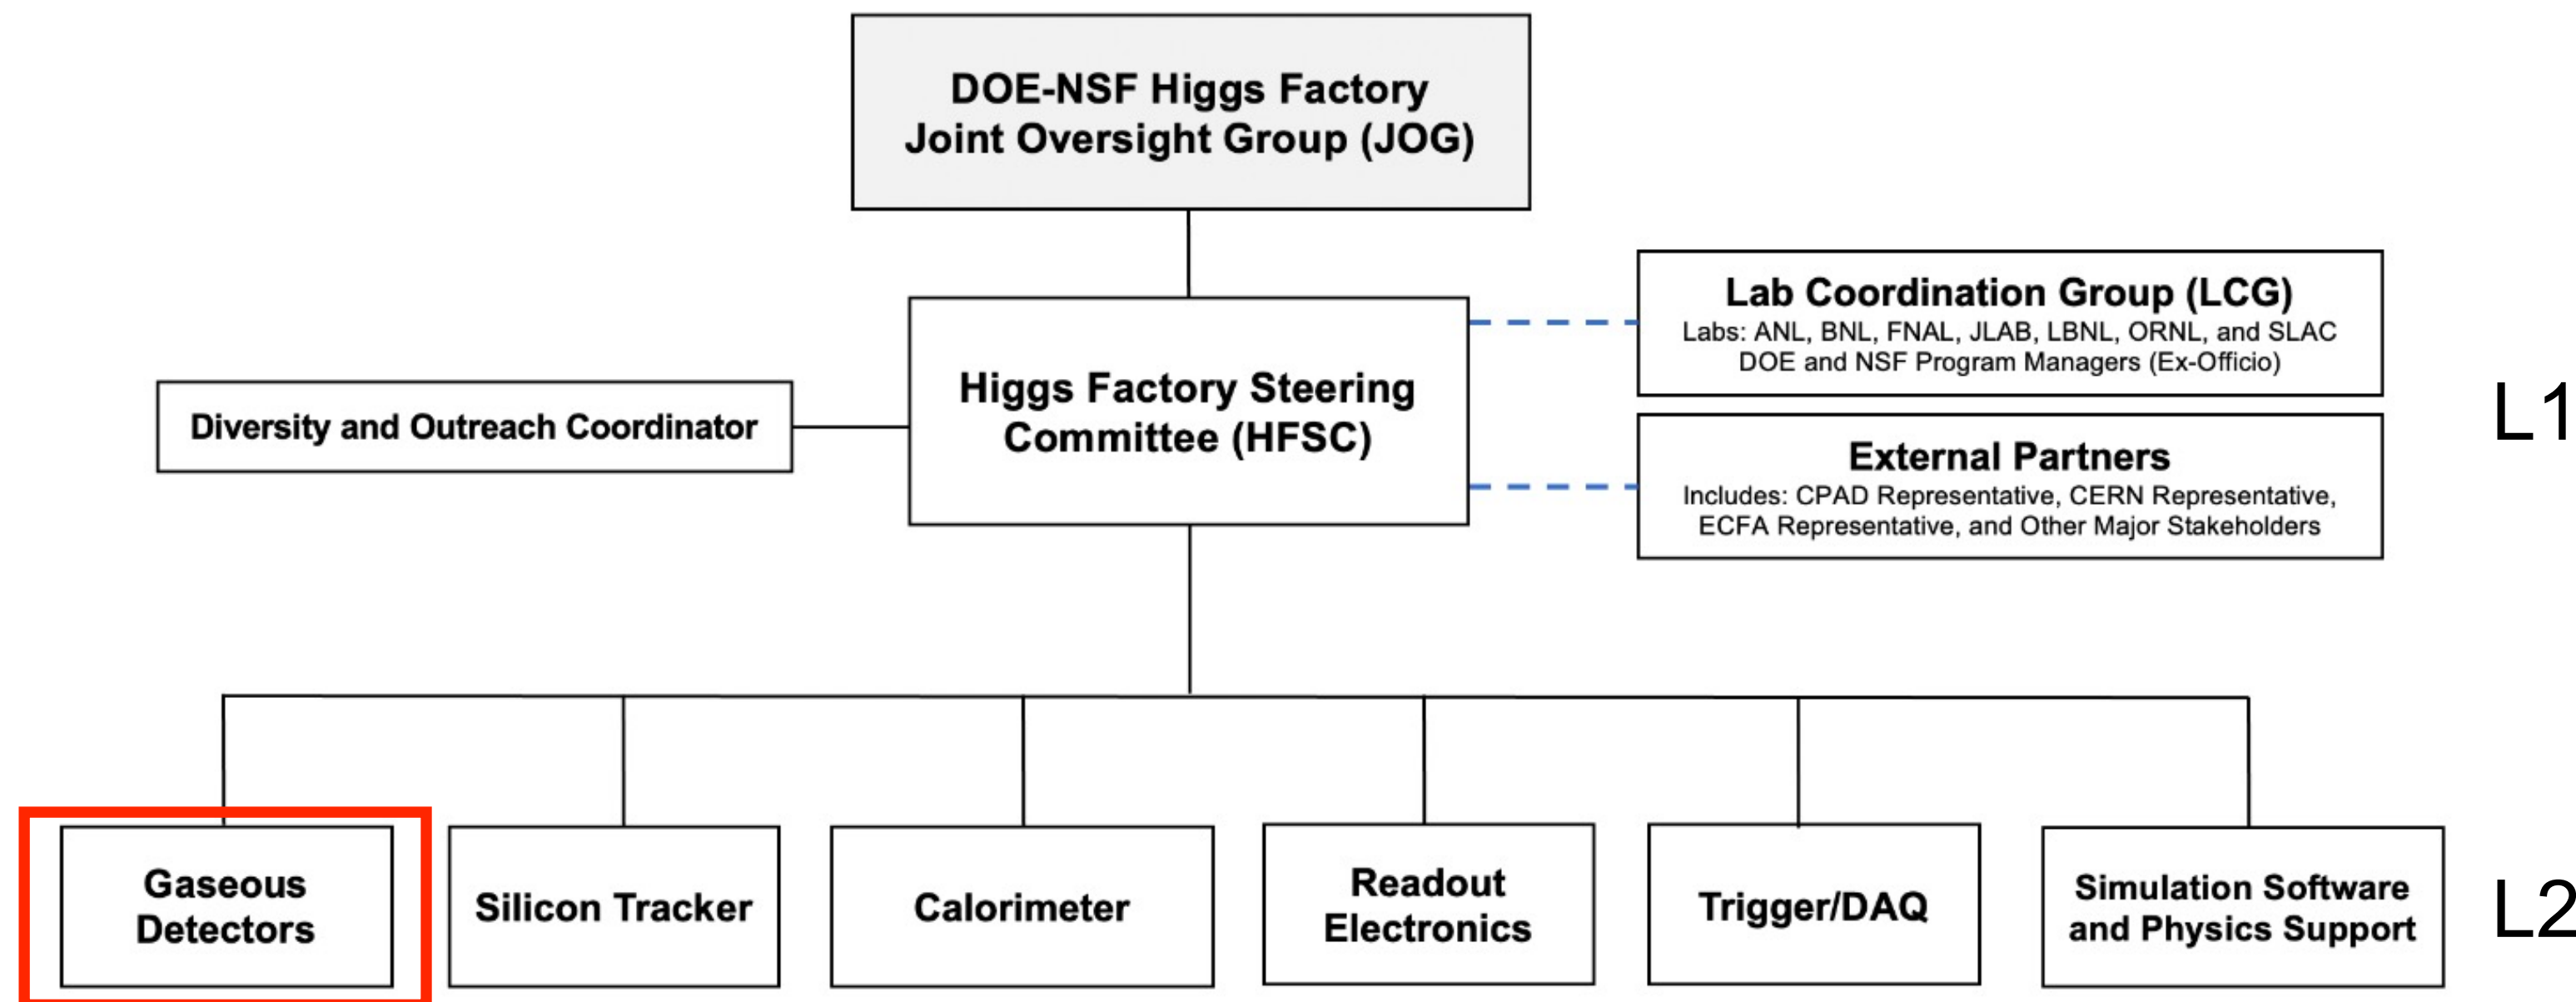 DOE-NSF Higgs Factory
Joint Oversight Group (JOG)
Lab Coordination Group (LCG)
Labs: ANL, BNL, FNAL, JLAB, LBNL, ORNL, and SLAC
DOE and NSF Program Managers (Ex-Officio)
Higgs Factory Steering
Committee (HFSC)
Diversity and Outreach Coordinator
L1
External Partners
Includes: CPAD Representative, CERN Representative,
ECFA Representative, and Other Major Stakeholders
Gaseous
Detectors
Silicon Tracker
Calorimeter
Readout
Electronics
Trigger/DAQ
Simulation Software
and Physics Support
L2